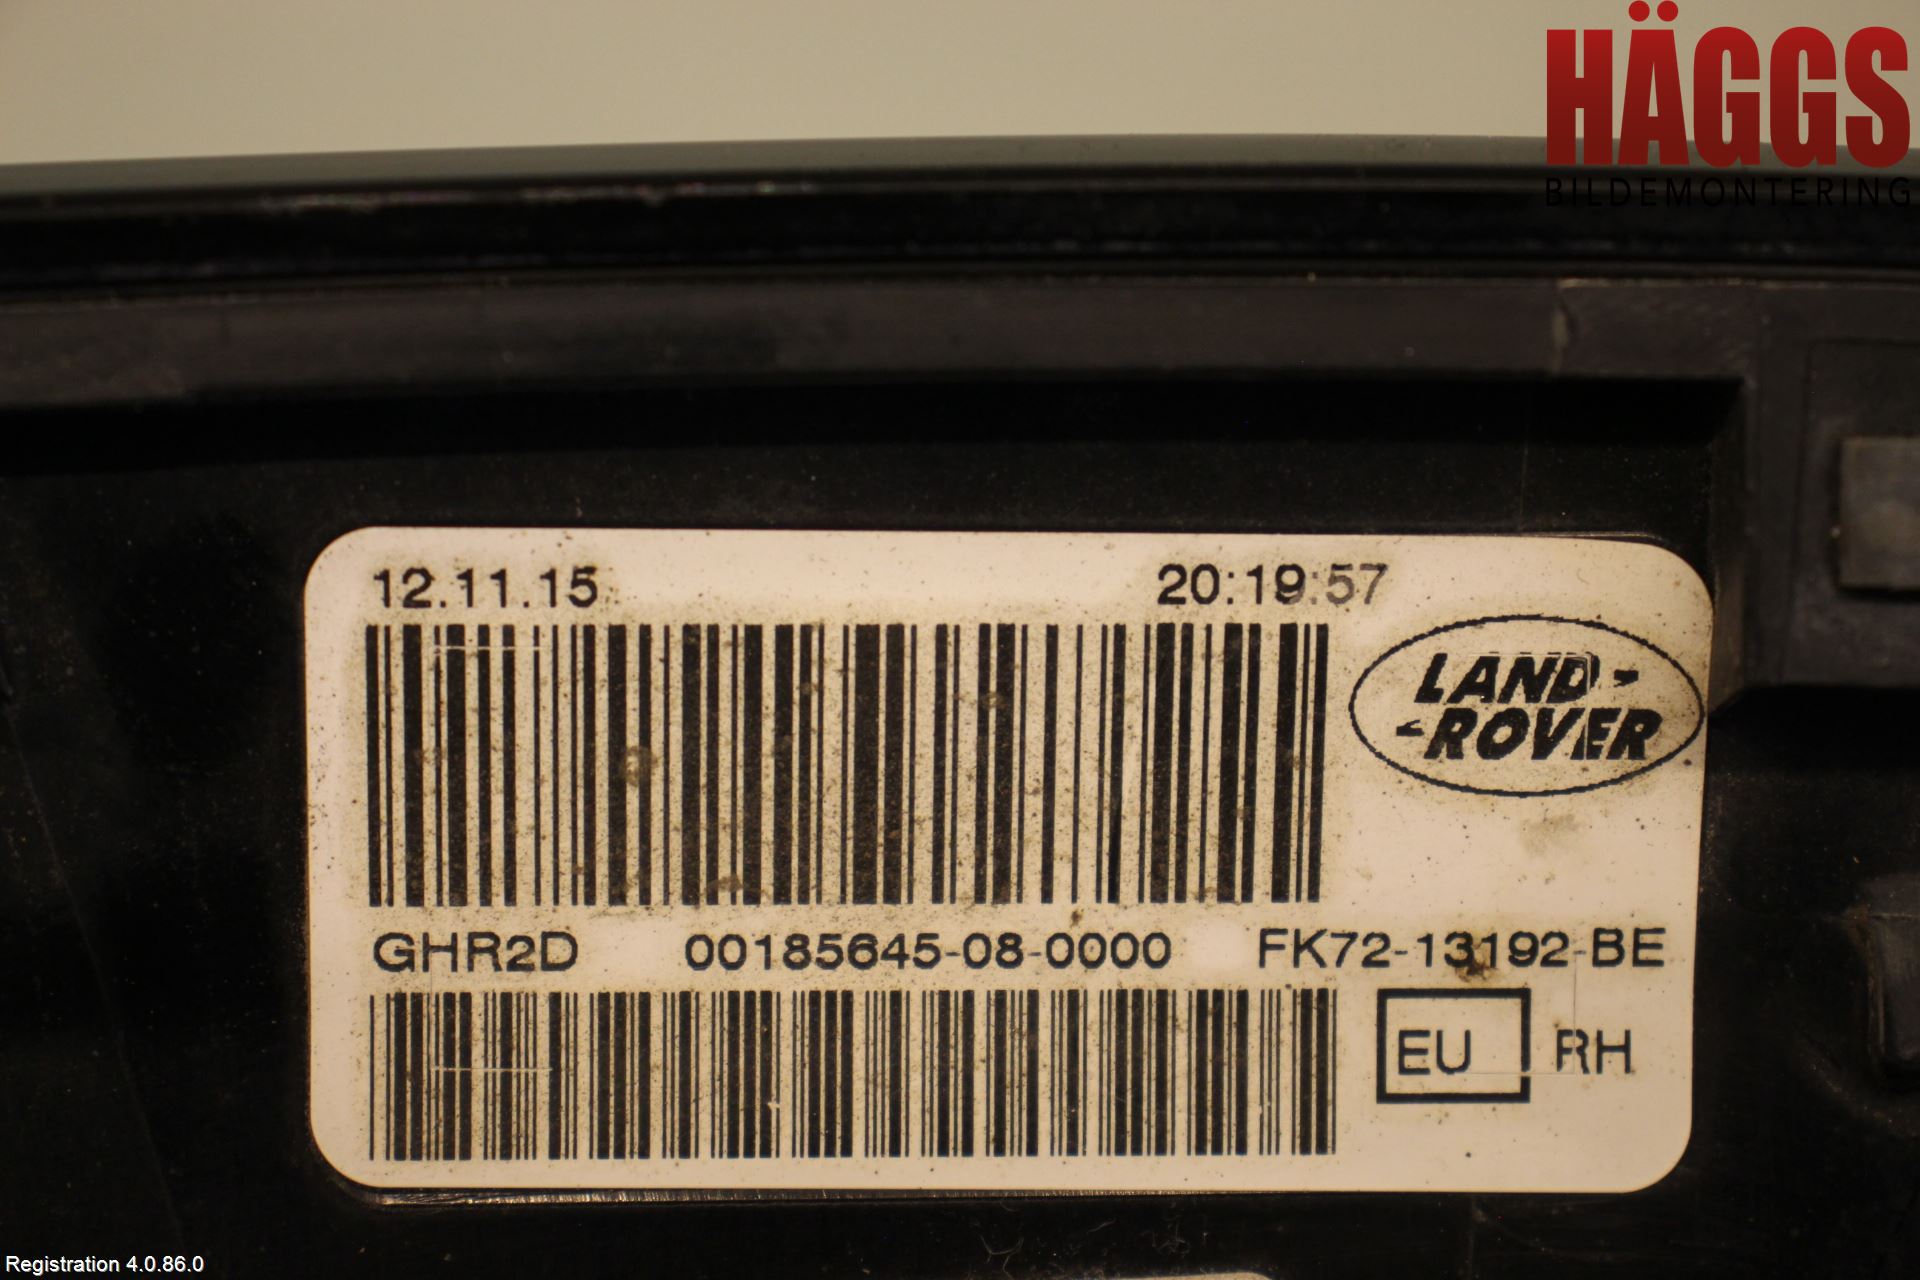 HÄGGS
BILDEMONTERING
12.11.15 20:19:57
LAND-
-ROVER
GHR2D 00185645-08-0000 FK72-13192-BE
EU RH
Registration 4.0.86.0